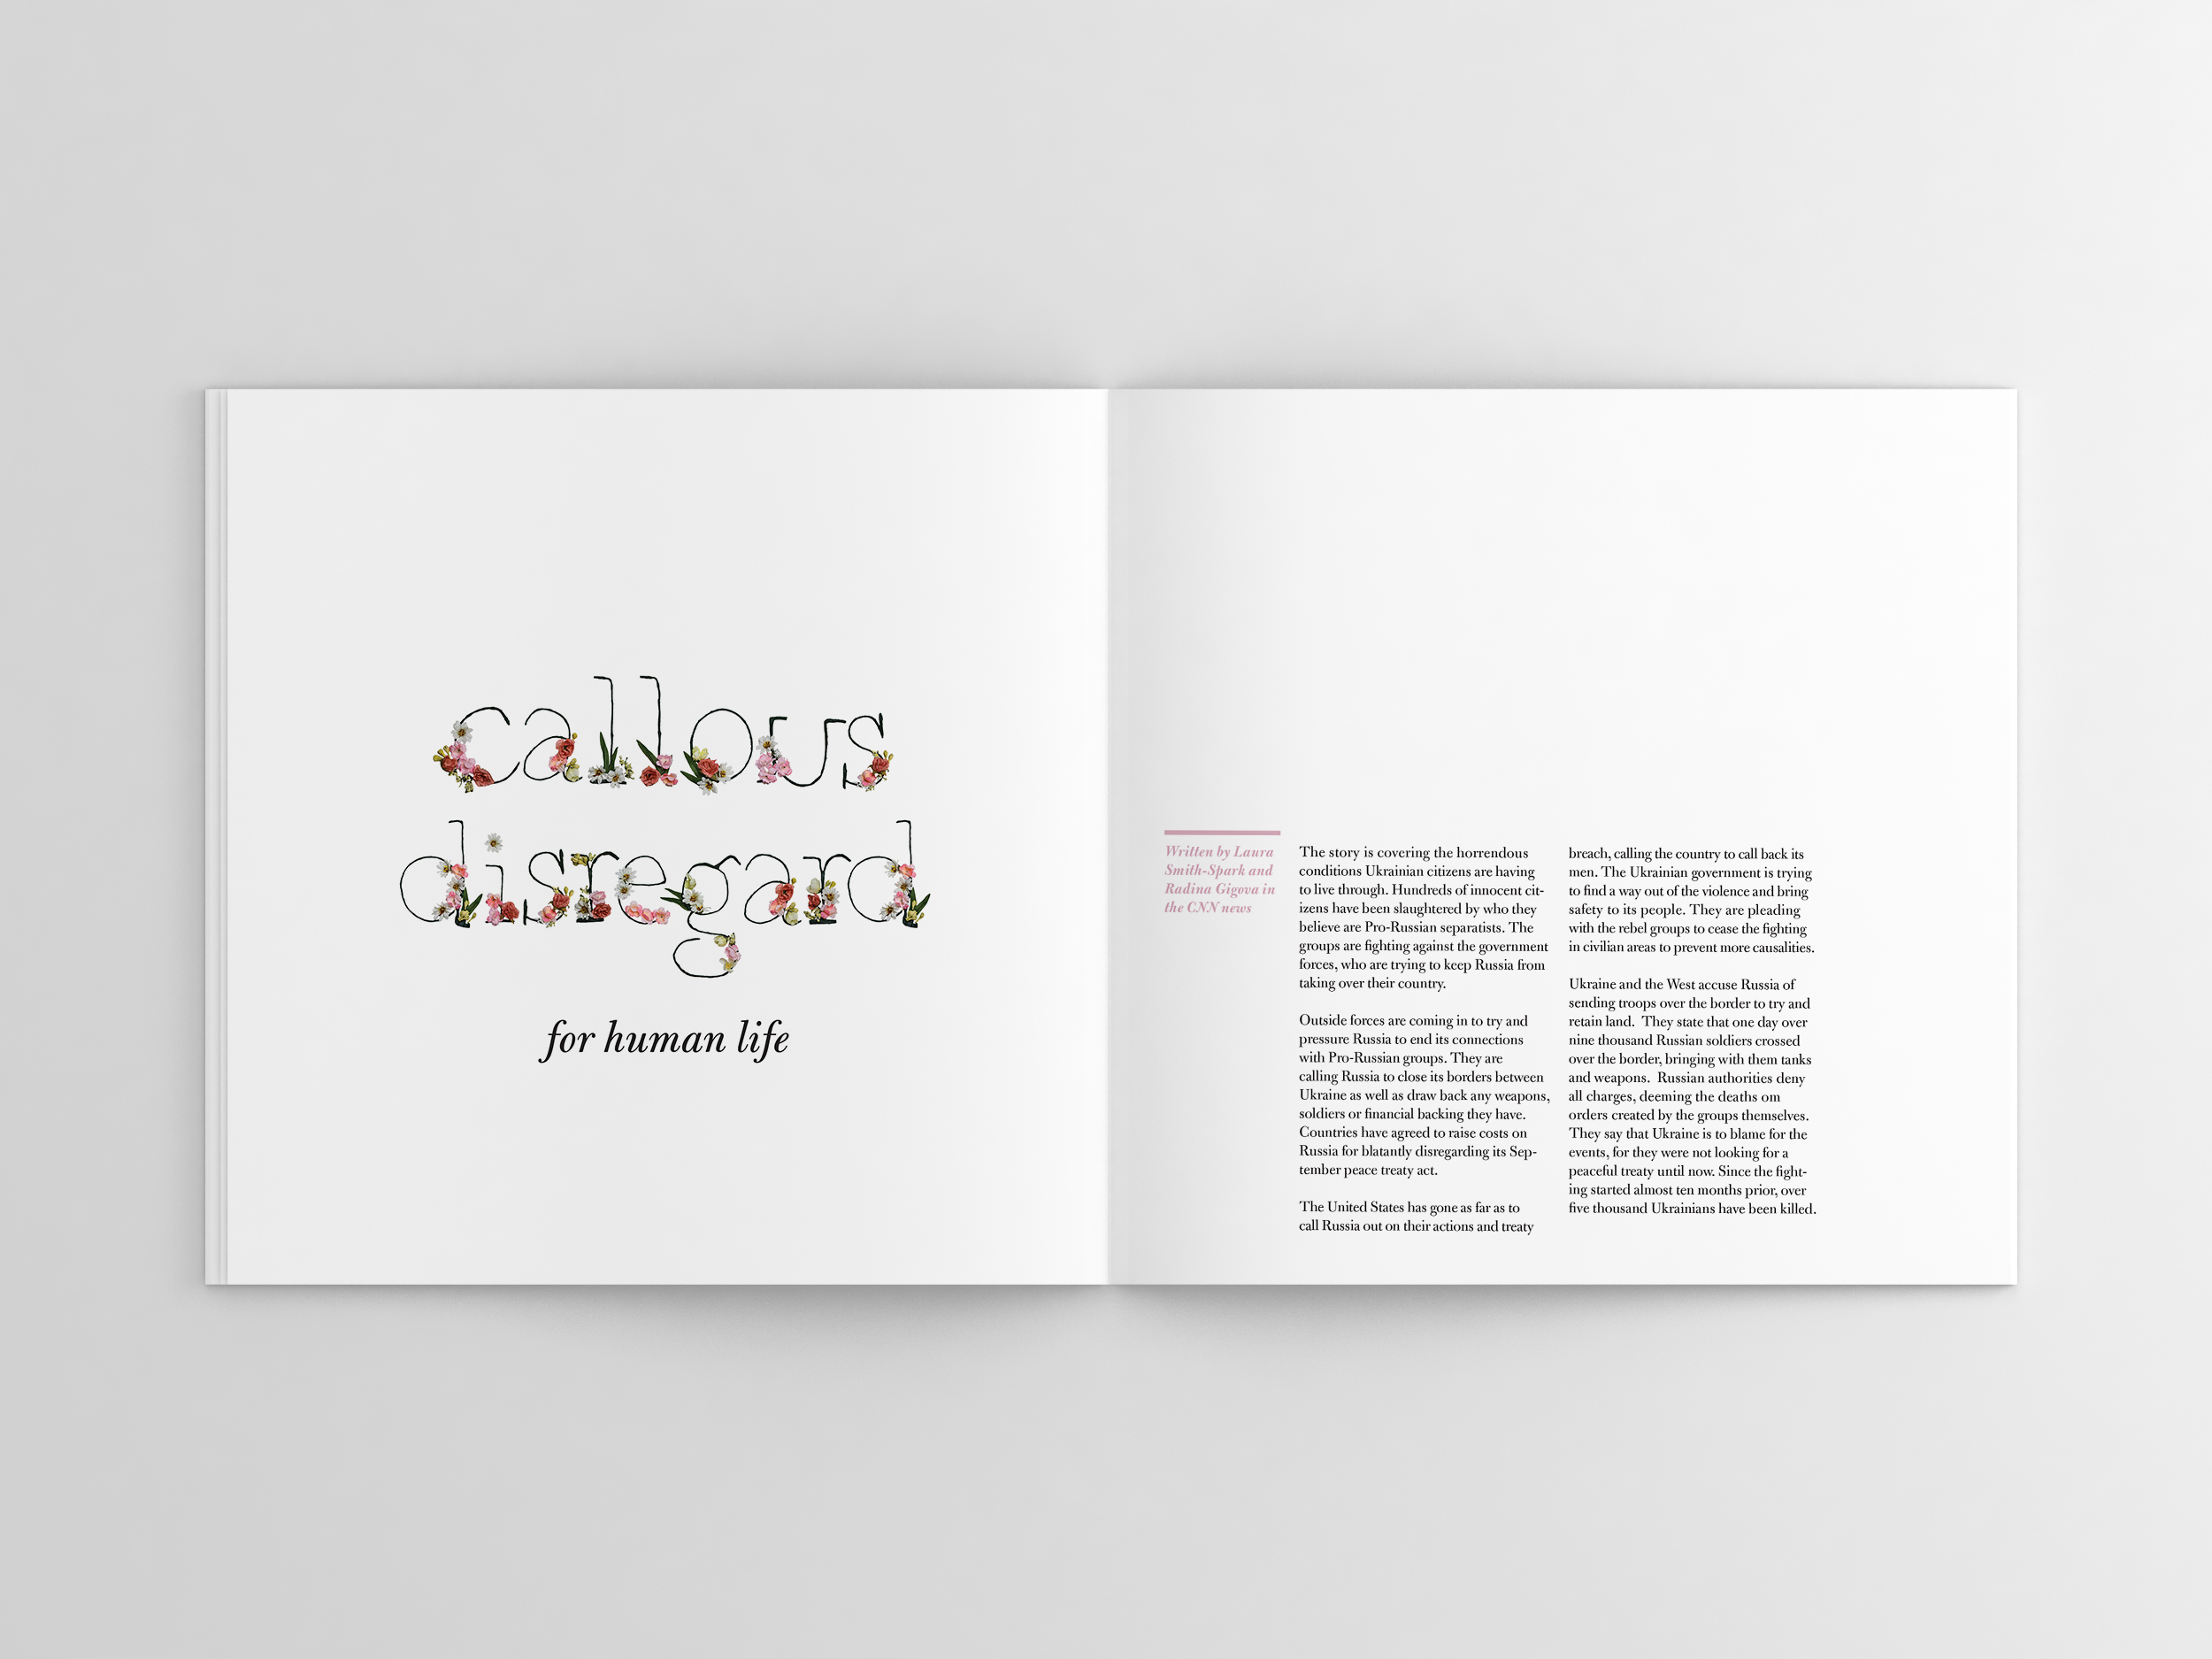 callous
disregard
for human life
Written by Laura
Smith-Spark and
Radina Gigova in
the CNN news
The story is covering the horrendous
conditions Ukrainian citizens are having
to live through. Hundreds of innocent cit-
izens have been slaughtered by who they
believe are Pro-Russian separatists. The
groups are fighting against the government
forces, who are trying to keep Russia from
taking over their country.
Outside forces are coming in to try and
pressure Russia to end its connections
with Pro-Russian groups. They are
calling Russia to close its borders between
Ukraine as well as draw back any weapons,
soldiers or financial backing they have.
Countries have agreed to raise costs on
Russia for blatantly disregarding its Sep-
tember peace treaty act.
The United States has gone as far as to
call Russia out on their actions and treaty
breach, calling the country to call back its
men. The Ukrainian government is trying
to find a way out of the violence and bring
safety to its people. They are pleading
with the rebel groups to cease the fighting
in civilian areas to prevent more causalities.
Ukraine and the West accuse Russia of
sending troops over the border to try and
retain land.  They state that one day over
nine thousand Russian soldiers crossed
over the border, bringing with them tanks
and weapons.  Russian authorities deny
all charges, deeming the deaths om
orders created by the groups themselves.
They say that Ukraine is to blame for the
events, for they were not looking for a
peaceful treaty until now. Since the fight-
ing started almost ten months prior, over
five thousand Ukrainians have been killed.